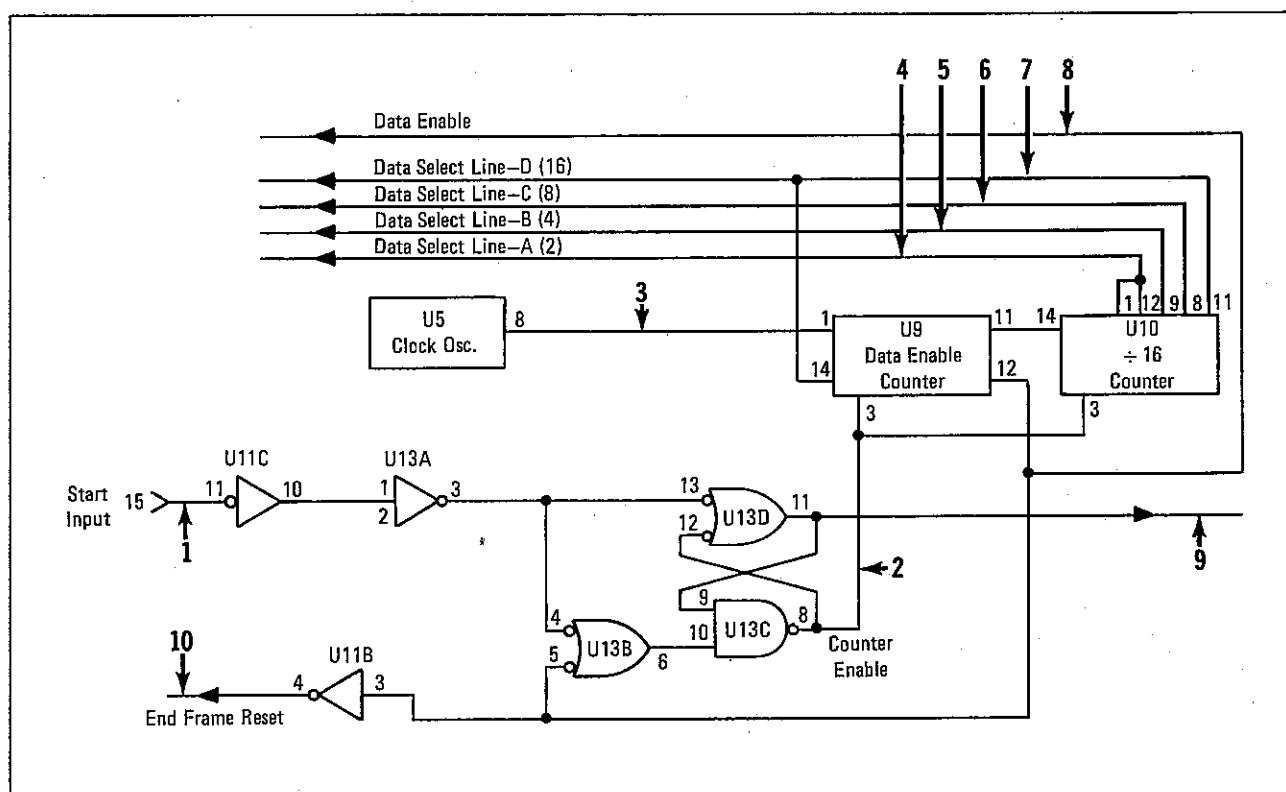 4 5 6 7 8
Data Enable
Data Select Line–D (16)
Data Select Line–C (8)
Data Select Line–B (4)
Data Select Line–A (2)
3
1 12 9 8 11
U5
Clock Osc.
8
1
14
U9
Data Enable
Counter
11
12
3
14
U10
÷ 16
Counter
3
U11C
U13A
Start
Input
15
11
10
1
2
3
1
13
12
U13D
11
9
2
9
10
U13C
8
Counter
Enable
4
5
U13B
6
10
U11B
4
3
End Frame Reset